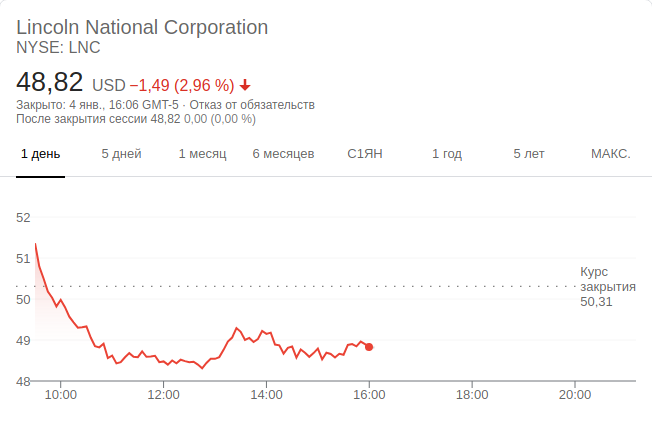 Lincoln National Corporation
NYSE: LNC
48,82 USD −1,49 (2,96 %)
Закрыто: 4 янв., 16:06 GMT-5 · Отказ от обязательств
После закрытия сессии 48,82 0,00 (0,00 %)
1 день 5 дней 1 месяц 6 месяцев С1ЯН 1 год 5 лет МАКС.
52
51
Курс
закрытия
50,31
50
49
48
10:00 12:00 14:00 16:00 18:00 20:00